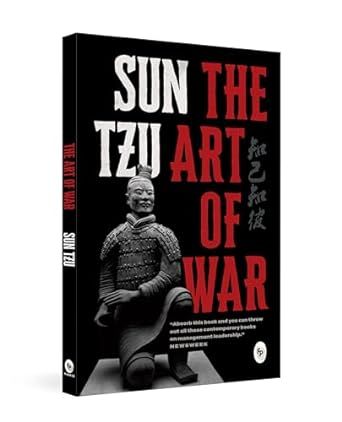 SUN THE
TZU ART
OF
WAR
知己知彼
"Absorb this book and you can throw
out all those contemporary books
on management leadership."
NEWSWEEK
FP
THE ART OF WAR
SUN TZU